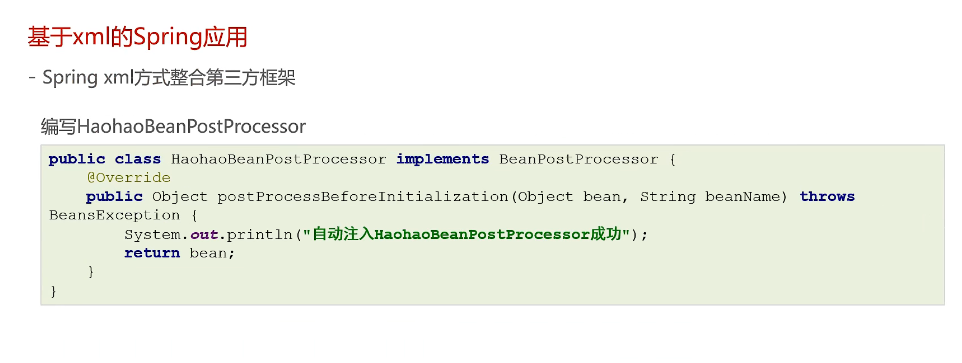 基于xml的Spring应用
- Spring xml方式整合第三方框架
编写HaohaoBeanPostProcessor
public class HaohaoBeanPostProcessor implements BeanPostProcessor {
    @Override
    public Object postProcessBeforeInitialization(Object bean, String beanName) throws
BeansException {
        System.out.println("自动注入HaohaoBeanPostProcessor成功");
        return bean;
    }
}